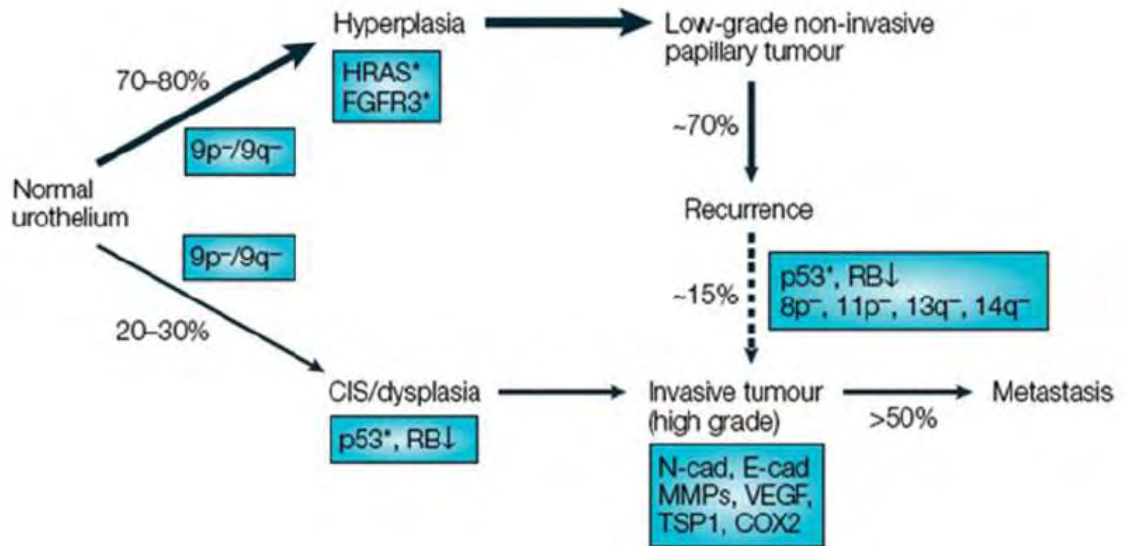 Hyperplasia
Low-grade non-invasive
papillary tumour
HRAS*
FGFR3*
70–80%
9p⁻/9q⁻
~70%
Normal
urothelium
Recurrence
9p⁻/9q⁻
p53*, RB↓
8p⁻, 11p⁻, 13q⁻, 14q⁻
~15%
20–30%
CIS/dysplasia
Invasive tumour
(high grade)
Metastasis
>50%
p53*, RB↓
N-cad, E-cad
MMPs, VEGF,
TSP1, COX2